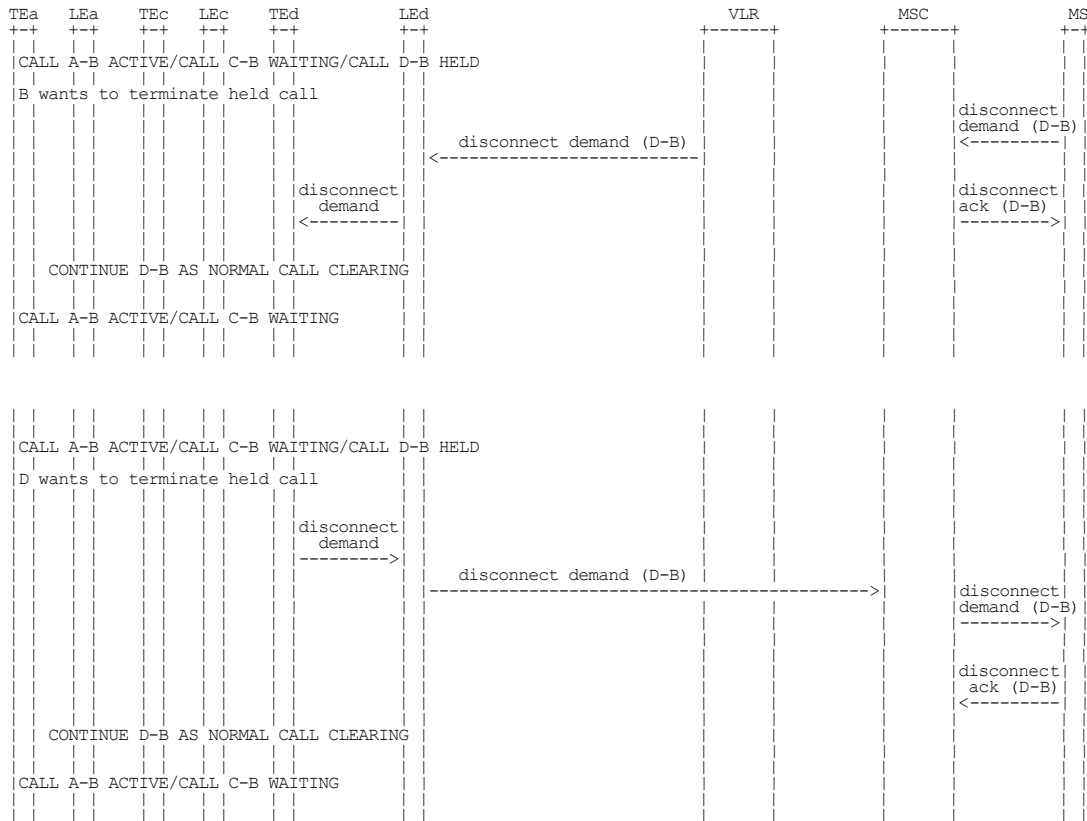 TEa LEa TEc LEc TEd LEd VLR MSC MS
CALL A-B ACTIVE/CALL C-B WAITING/CALL D-B HELD
B wants to terminate held call
disconnect
demand (D-B)
disconnect demand (D-B)
disconnect disconnect
demand ack (D-B)
CONTINUE D-B AS NORMAL CALL CLEARING
CALL A-B ACTIVE/CALL C-B WAITING
CALL A-B ACTIVE/CALL C-B WAITING/CALL D-B HELD
D wants to terminate held call
disconnect
demand
disconnect demand (D-B)
disconnect
demand (D-B)
disconnect
ack (D-B)
CONTINUE D-B AS NORMAL CALL CLEARING
CALL A-B ACTIVE/CALL C-B WAITING